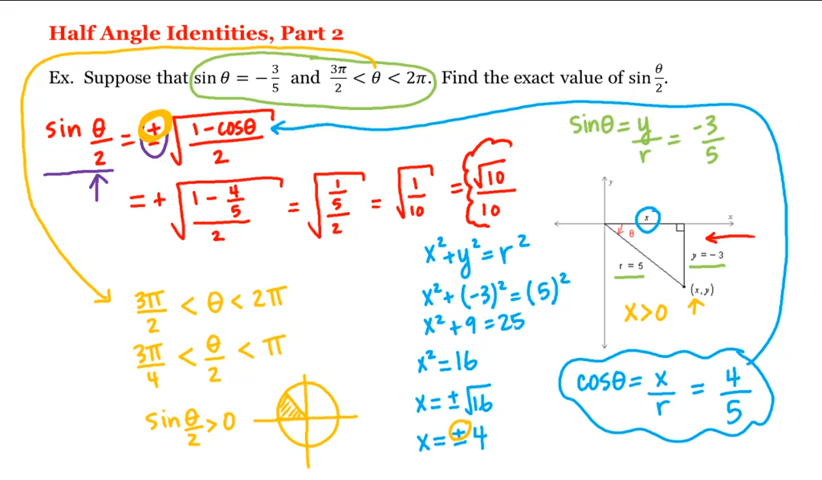 Half Angle Identities, Part 2
Ex. Suppose that sin θ = −3/5 and 3π/2 < θ < 2π. Find the exact value of sin θ/2.
sin θ/2 = ± √((1 − cosθ)/2)
= + √((1 − 4/5)/2) = √((1/5)/2) = √(1/10) = √10/10
sinθ = y/r = −3/5
y
x
x
θ
r = 5
y = −3
(x, y)
x > 0
x² + y² = r²
x² + (−3)² = (5)²
x² + 9 = 25
x² = 16
x = ± √16
x = ± 4
3π/2 < θ < 2π
3π/4 < θ/2 < π
sin θ/2 > 0
cosθ = x/r = 4/5